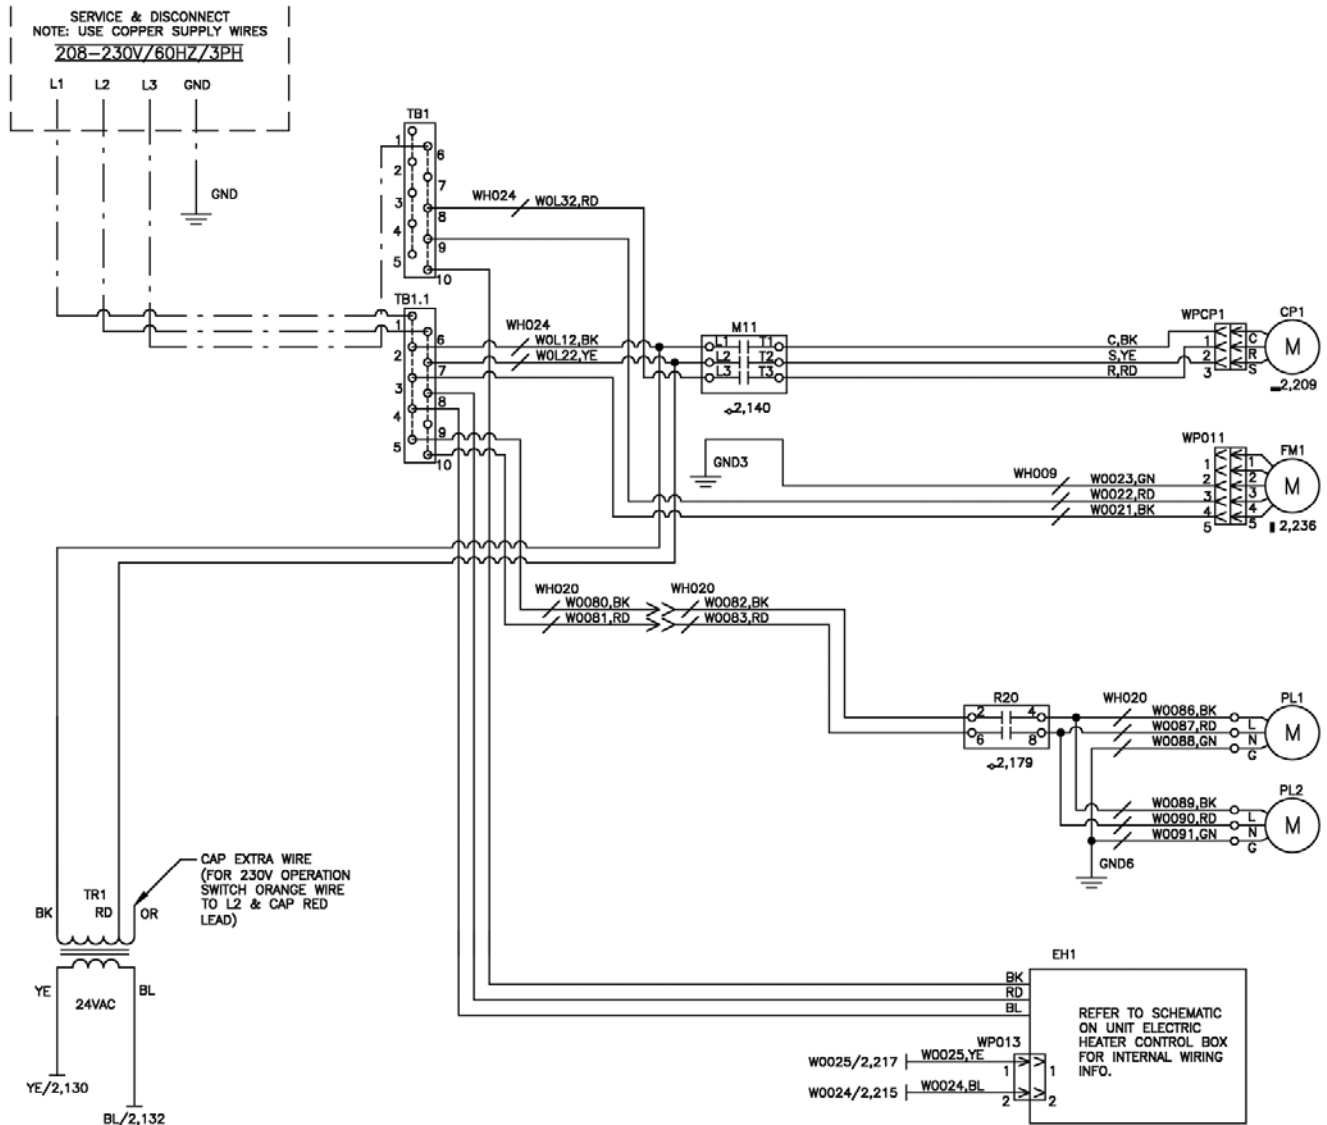 SERVICE & DISCONNECT
NOTE: USE COPPER SUPPLY WIRES
208-230V/60HZ/3PH
L1 L2 L3 GND
GND
TB1
1
6
2
7
3
8
4
9
5
10
WH024
W0L32,RD
TB1.1
1
6
2
7
3
8
4
9
5
10
WH024
W0L12,BK
W0L22,YE
M11
L1 T1
L2 T2
L3 T3
2,140
C,BK
S,YE
R,RD
WPCP1
1
2
3
C
R
S
CP1
M
2,209
GND3
WH009
W0023,GN
W0022,RD
W0021,BK
WP011
1
2
3
4
5
1
2
3
4
5
FM1
M
2,236
WH020
W0080,BK
W0081,RD
WH020
W0082,BK
W0083,RD
R20
2 4
6 8
2,179
WH020
W0086,BK
W0087,RD
W0088,GN
L
N
G
PL1
M
W0089,BK
W0090,RD
W0091,GN
L
N
G
PL2
M
GND6
CAP EXTRA WIRE
(FOR 230V OPERATION
SWITCH ORANGE WIRE
TO L2 & CAP RED
LEAD)
TR1
BK RD OR
YE BL
24VAC
YE/2,130
BL/2,132
EH1
BK
RD
BL
REFER TO SCHEMATIC
ON UNIT ELECTRIC
HEATER CONTROL BOX
FOR INTERNAL WIRING
INFO.
WP013
W0025/2,217 W0025,YE
1 1
W0024/2,215 W0024,BL
2 2